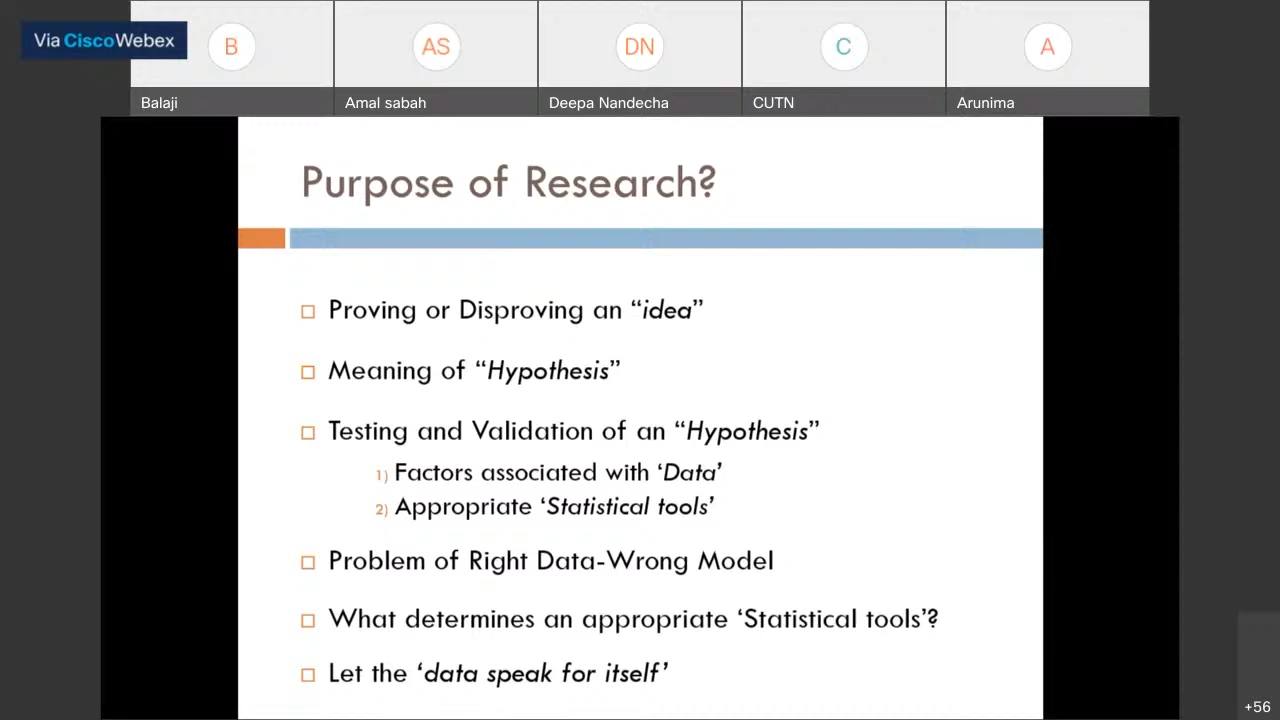 Via Cisco Webex
B
AS
DN
C
A
Balaji
Amal sabah
Deepa Nandecha
CUTN
Arunima
Purpose of Research?
Proving or Disproving an “idea”
Meaning of “Hypothesis”
Testing and Validation of an “Hypothesis”
1) Factors associated with ‘Data’
2) Appropriate ‘Statistical tools’
Problem of Right Data-Wrong Model
What determines an appropriate ‘Statistical tools’?
Let the ‘data speak for itself’
+56